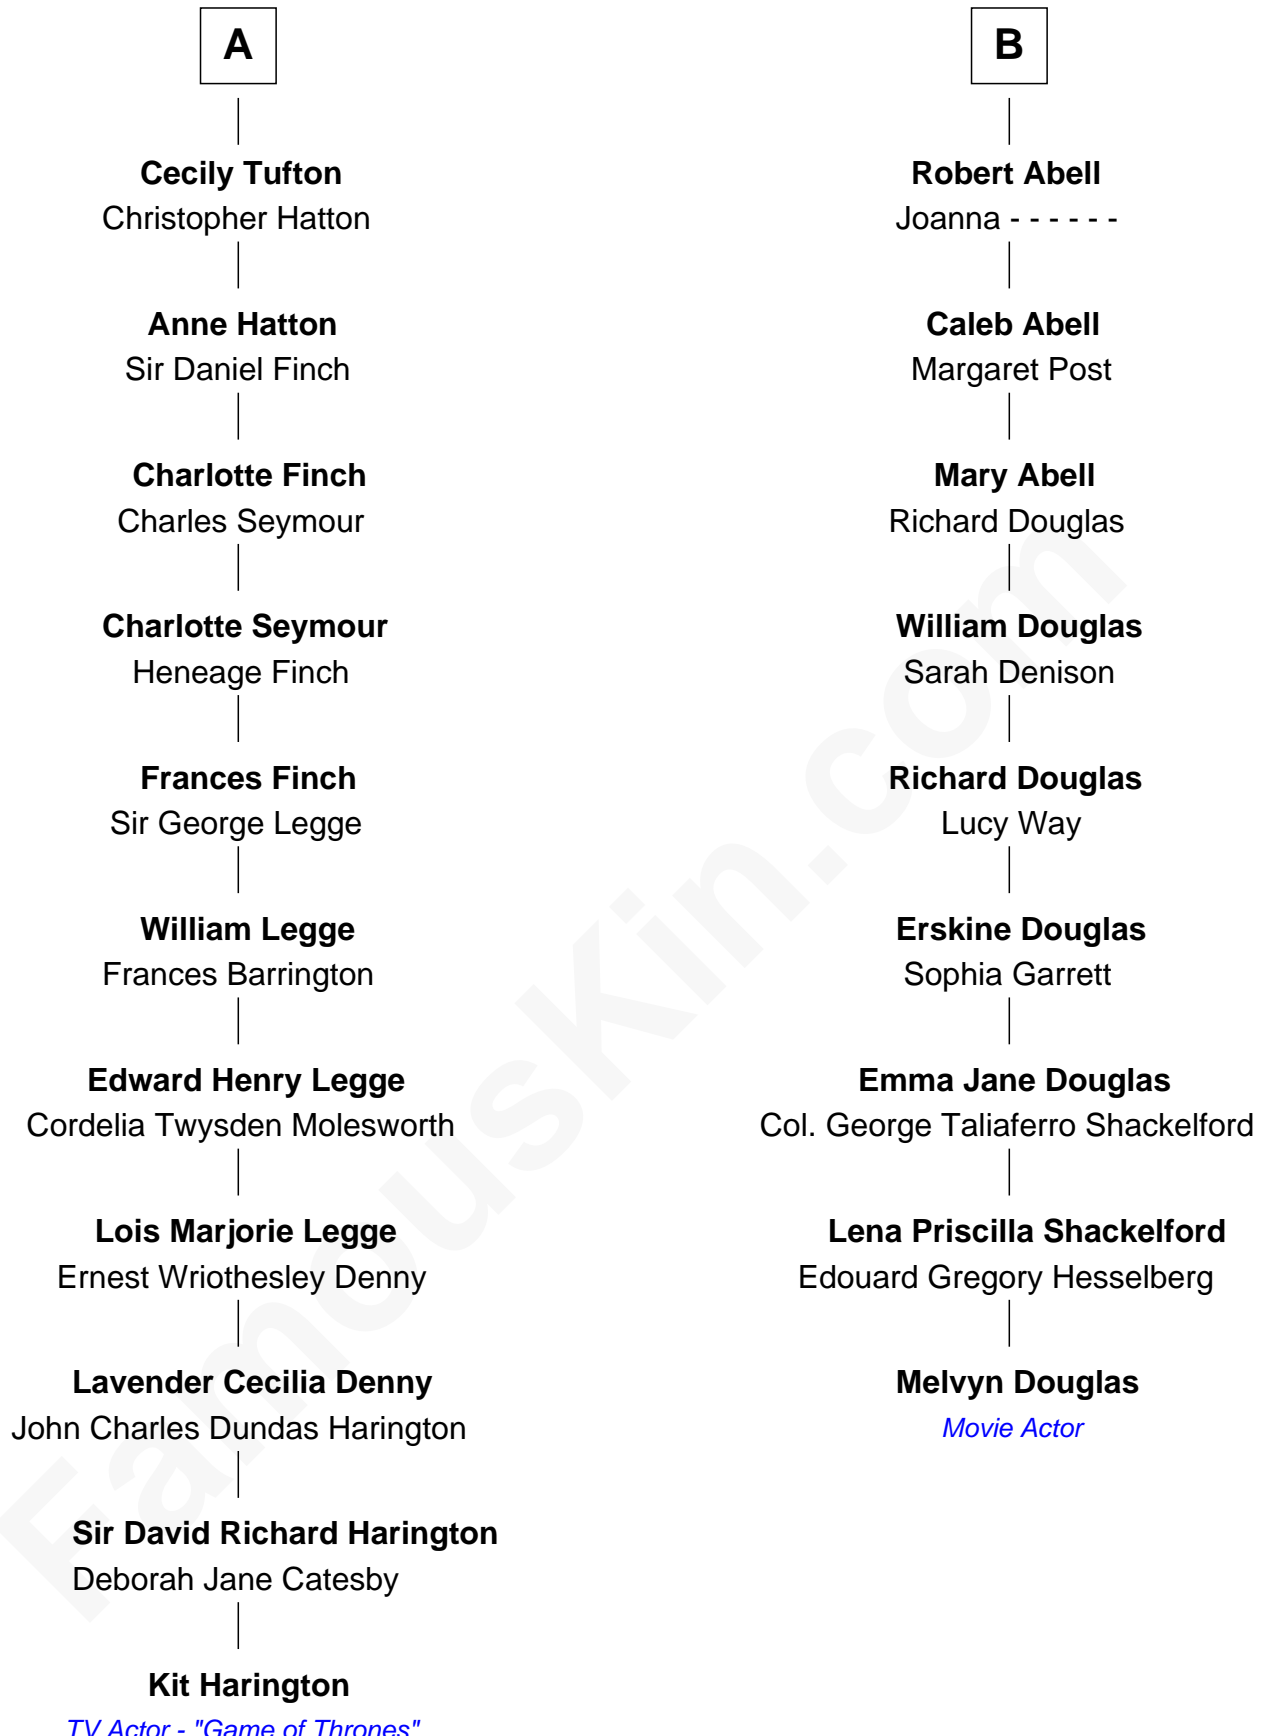 A
Cecily Tufton
Christopher Hatton
Anne Hatton
Sir Daniel Finch
Charlotte Finch
Charles Seymour
Charlotte Seymour
Heneage Finch
Frances Finch
Sir George Legge
William Legge
Frances Barrington
Edward Henry Legge
Cordelia Twysden Molesworth
Lois Marjorie Legge
Ernest Wriothesley Denny
Lavender Cecilia Denny
John Charles Dundas Harington
Sir David Richard Harington
Deborah Jane Catesby
Kit Harington
TV Actor - "Game of Thrones"
B
Robert Abell
Joanna - - - - - -
Caleb Abell
Margaret Post
Mary Abell
Richard Douglas
William Douglas
Sarah Denison
Richard Douglas
Lucy Way
Erskine Douglas
Sophia Garrett
Emma Jane Douglas
Col. George Taliaferro Shackelford
Lena Priscilla Shackelford
Edouard Gregory Hesselberg
Melvyn Douglas
Movie Actor
FamousKin.com